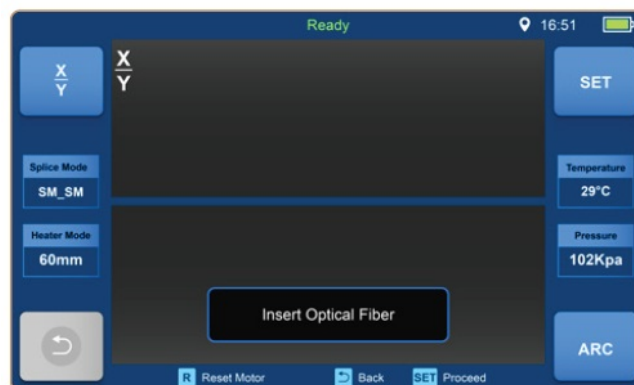 Ready
16:51
X
Y
X
Y
SET
Splice Mode
SM_SM
Temperature
29°C
Heater Mode
60mm
Pressure
102Kpa
Insert Optical Fiber
ARC
R Reset Motor
Back
SET Proceed